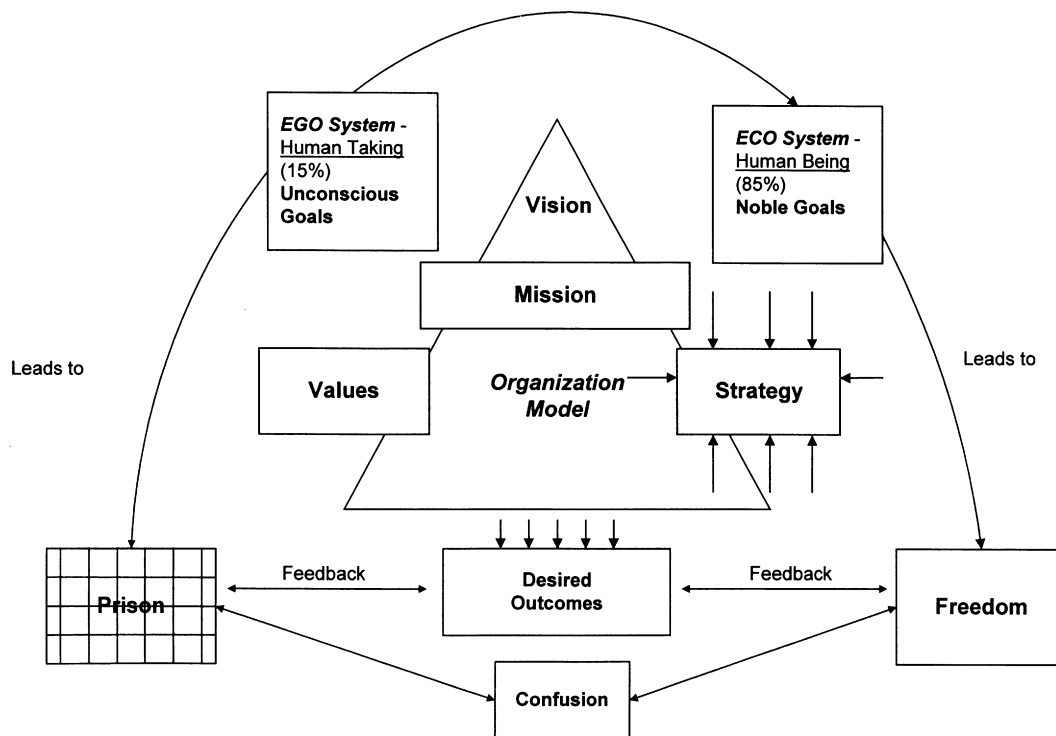 EGO System -
Human Taking
(15%)
Unconscious
Goals
ECO System -
Human Being
(85%)
Noble Goals
Vision
Mission
Leads to
Leads to
Values
Organization
Model
Strategy
Prison
Feedback
Desired
Outcomes
Feedback
Freedom
Confusion